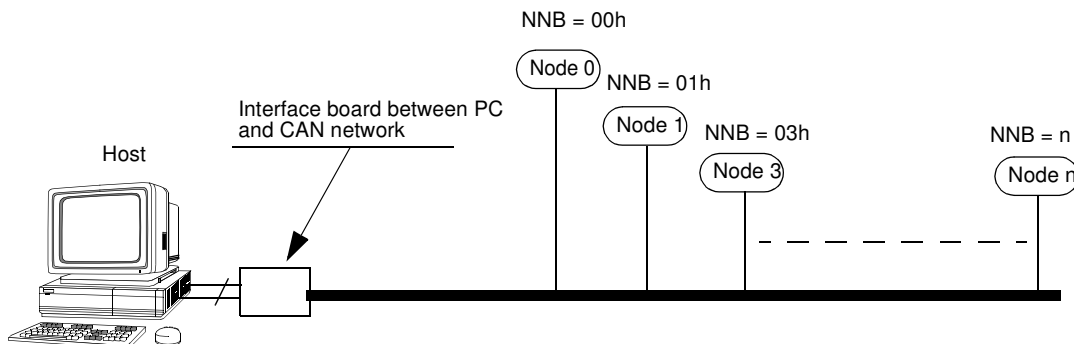 NNB = 00h
Node 0
NNB = 01h
Interface board between PC
and CAN network
Node 1
NNB = 03h
NNB = n
Host
Node 3
Node n